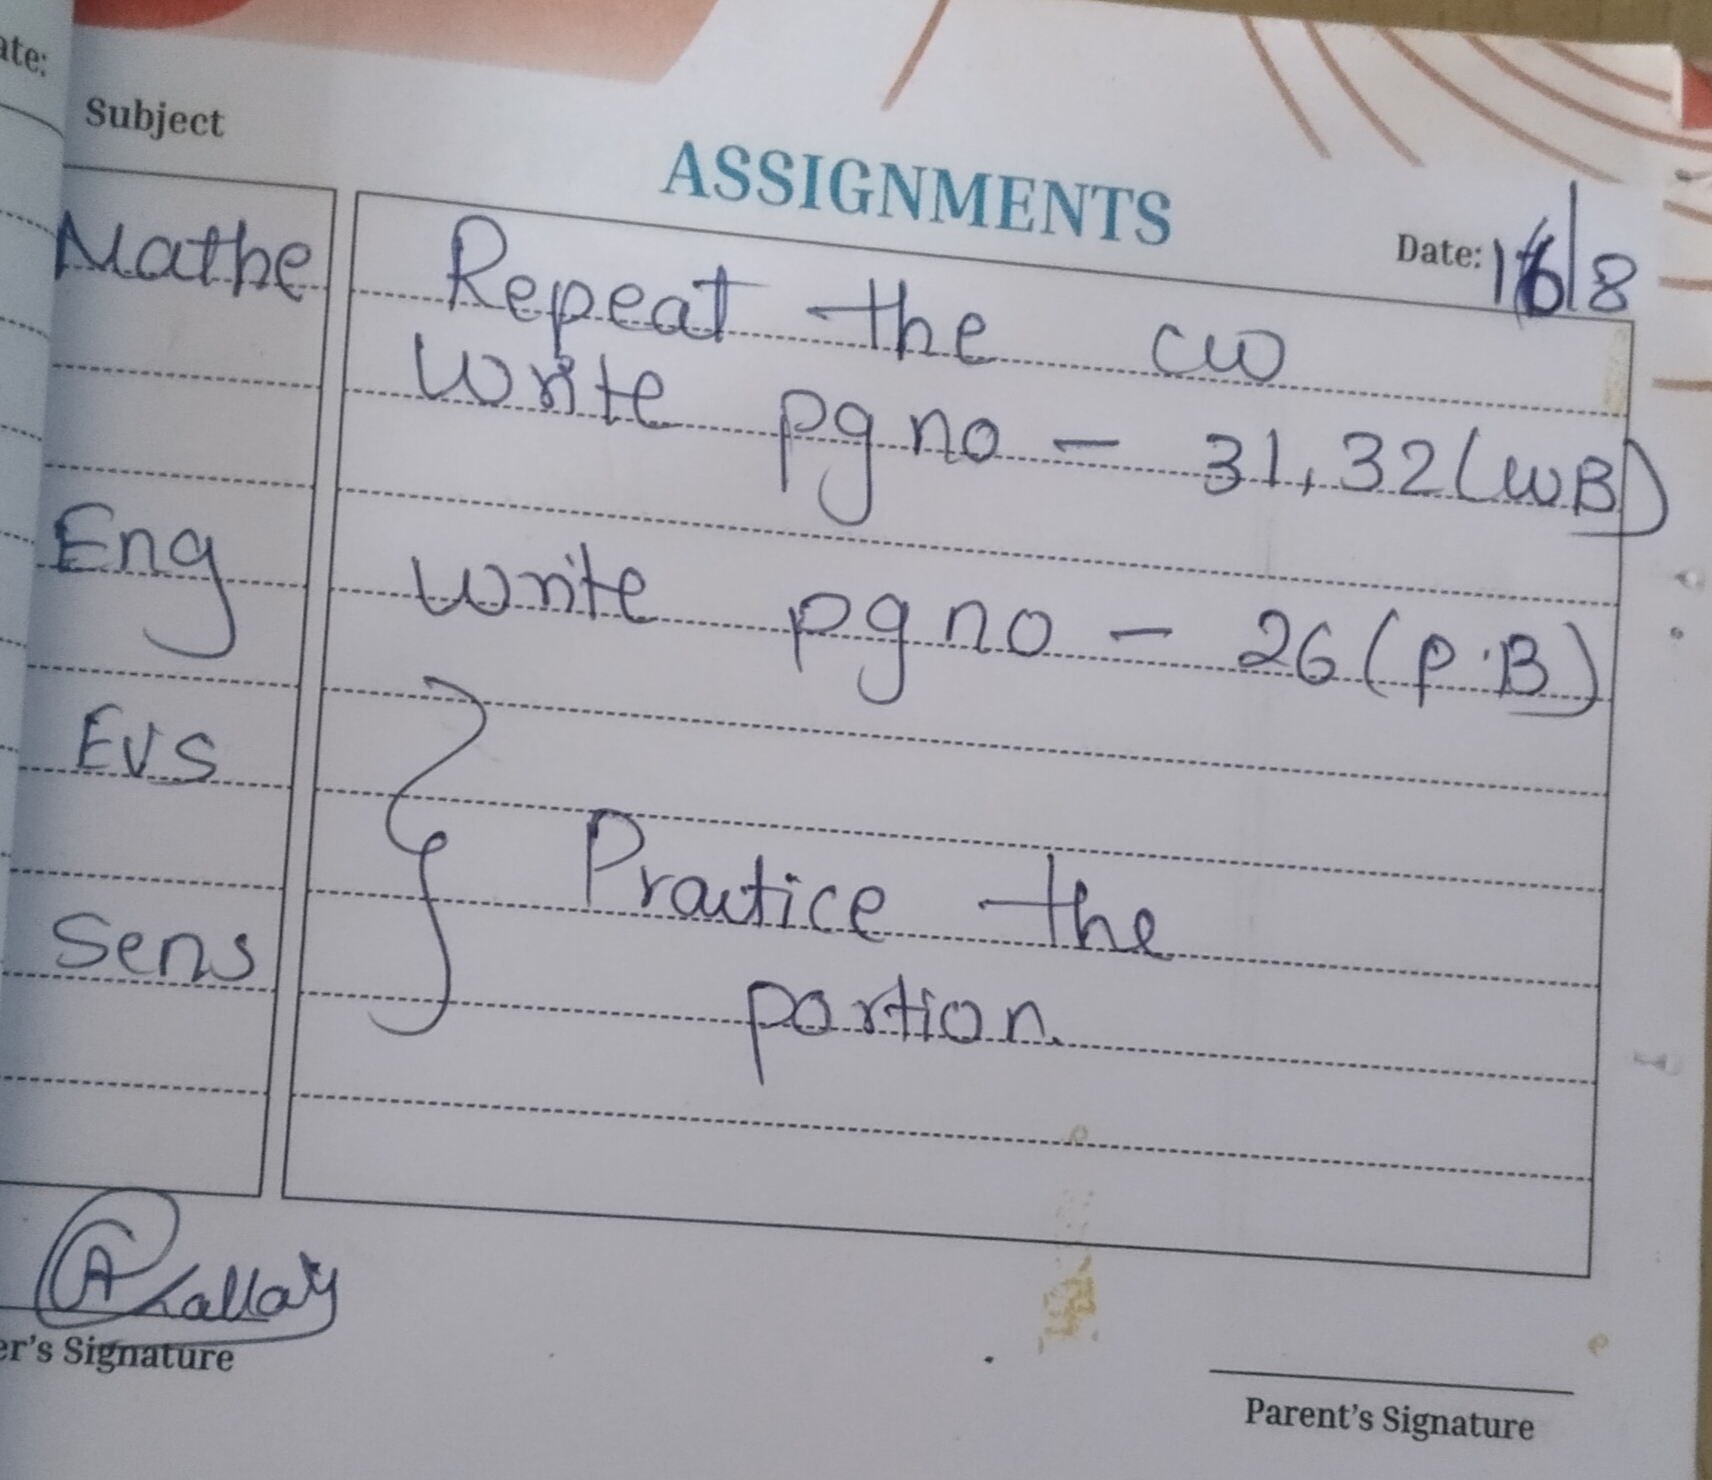 ate:
Subject
ASSIGNMENTS
Date: 16/8
Mathe Repeat the cw
Write pg no - 31,32(WB)
Eng Write pg no - 26(P.B)
EVS
Practice the
Sens
portion.
er's Signature
Parent's Signature